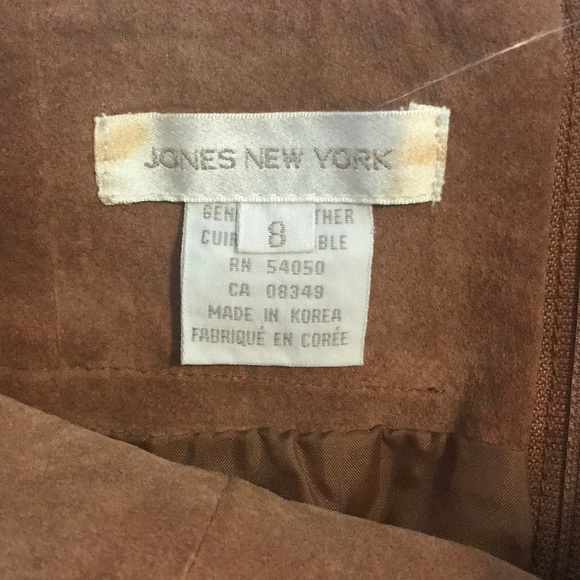 JONES NEW YORK
8
RN 54050
CA 08349
MADE IN KOREA
FABRIQUÉ EN CORÉE